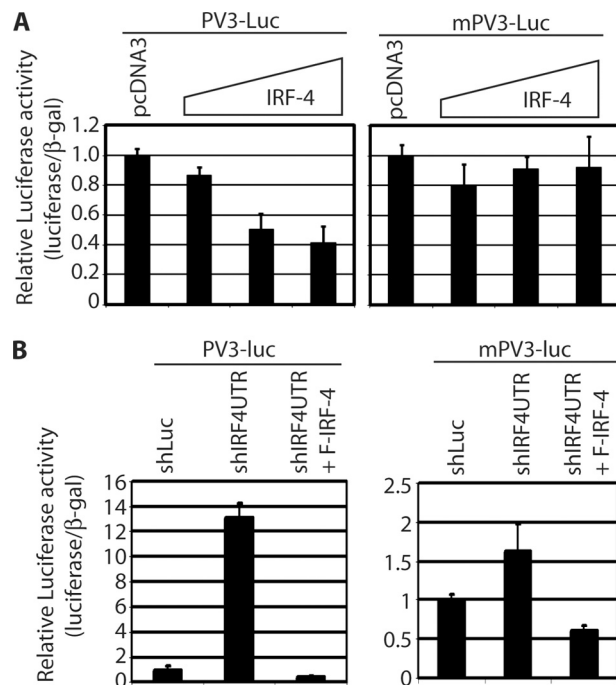 A
PV3-Luc
mPV3-Luc
pcDNA3
IRF-4
pcDNA3
IRF-4
Relative Luciferase activity
(luciferase/β-gal)
1.2
1.0
0.8
0.6
0.4
0.2
0
B
PV3-luc
mPV3-luc
shLuc
shIRF4UTR
shIRF4UTR
+ F-IRF-4
shLuc
shIRF4UTR
shIRF4UTR
+ F-IRF-4
Relative Luciferase activity
(luciferase/β-gal)
16
14
12
10
8
6
4
2
0
2.5
2
1.5
1
0.5
0